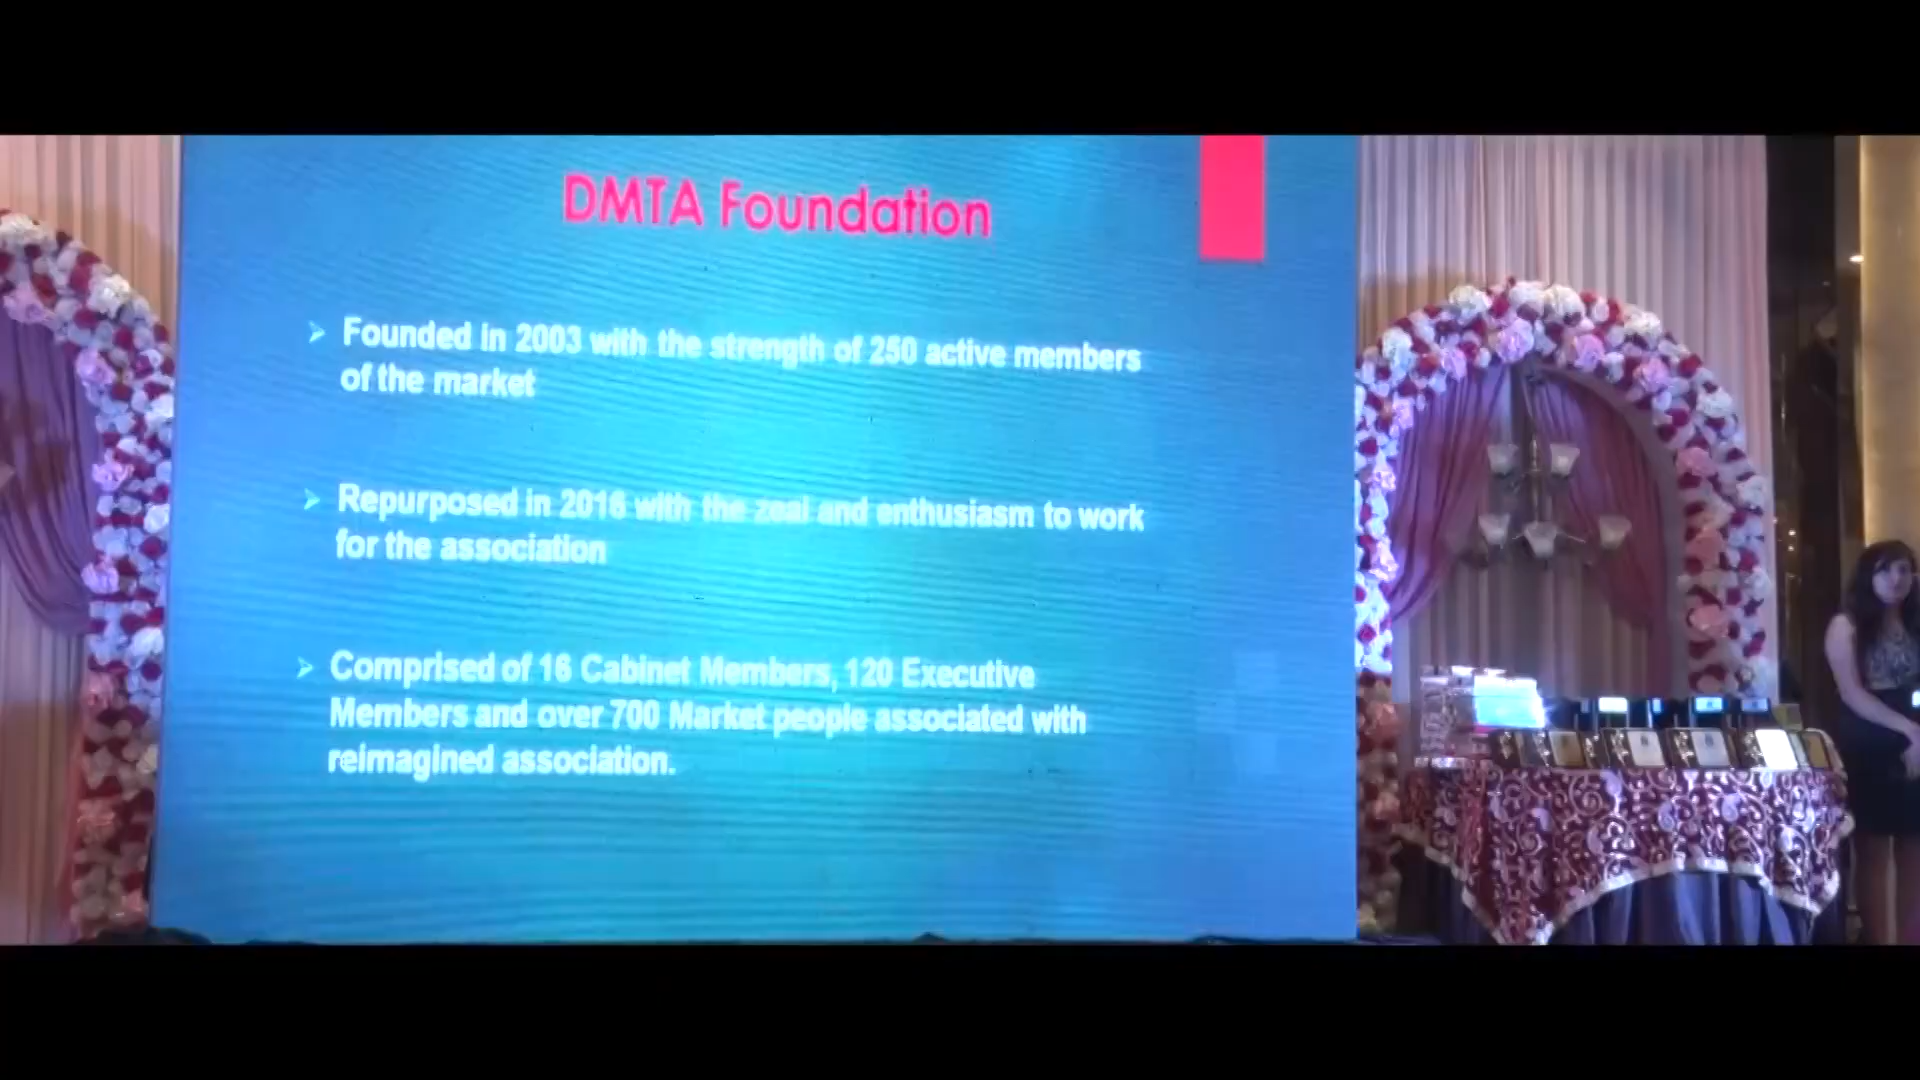 DMTA Foundation
Founded in 2003 with the strength of 250 active members
of the market
Repurposed in 2016 with the zeal and enthusiasm to work
for the association
Comprised of 16 Cabinet Members, 120 Executive
Members and over 700 Market people associated with
reimagined association.